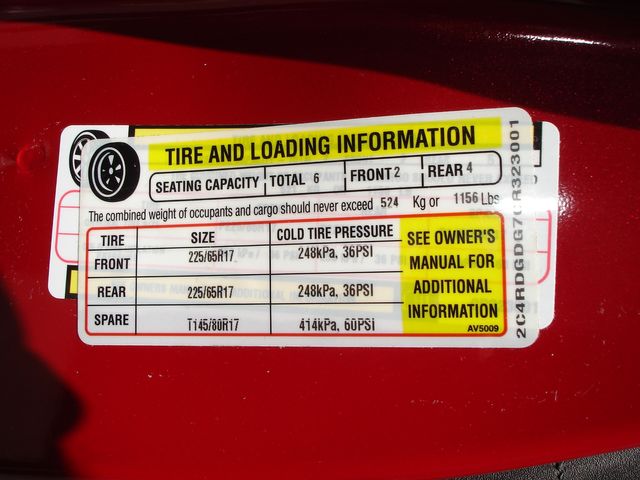 TIRE AND LOADING INFORMATION
SEATING CAPACITY TOTAL 6 FRONT 2 REAR 4
The combined weight of occupants and cargo should never exceed 524 Kg or 1156 Lbs
TIRE SIZE COLD TIRE PRESSURE
FRONT 225/65R17 248kPa, 36PSI
REAR 225/65R17 248kPa, 36PSI
SPARE T145/80R17 414kPa, 60PSI
SEE OWNER'S
MANUAL FOR
ADDITIONAL
INFORMATION
AV5009
2C4RDGDG7CR323001